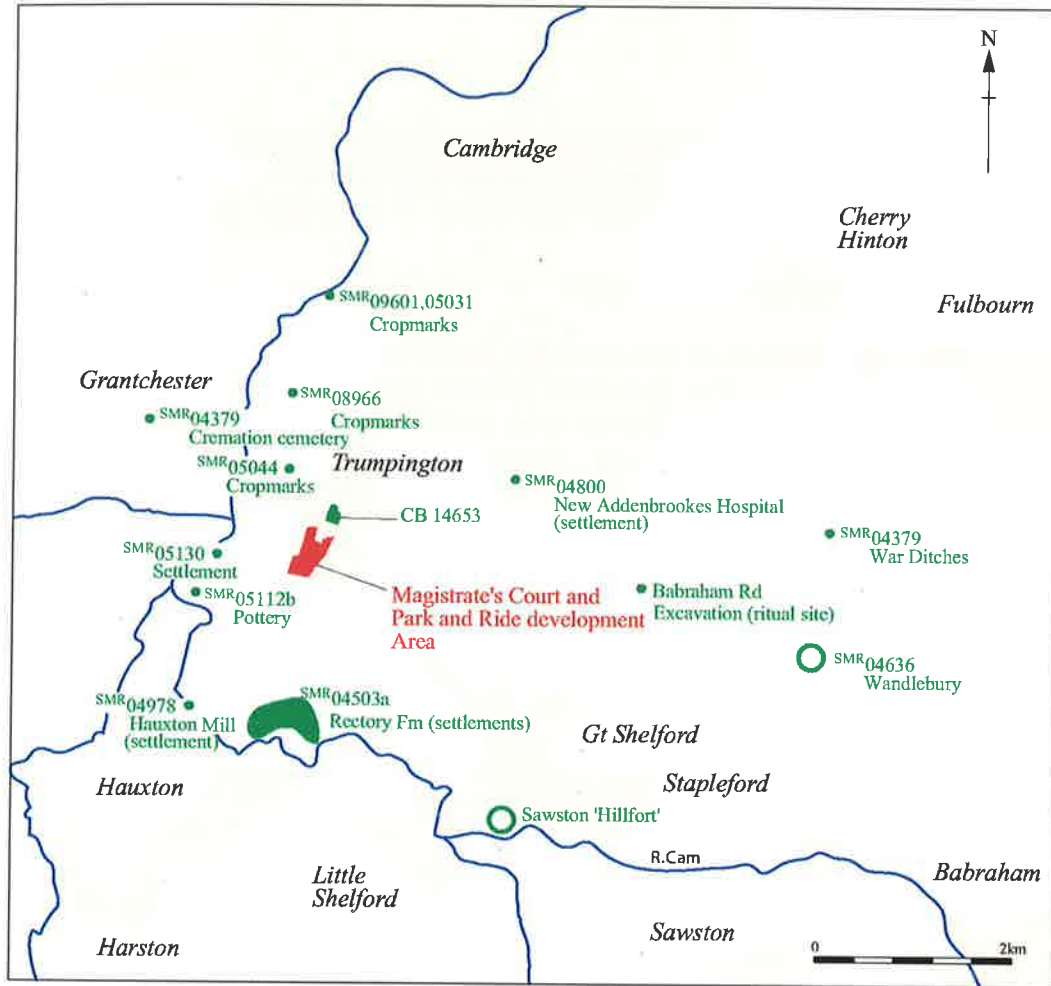 N
Cambridge
Cherry
Hinton
Fulbourn
SMR09601,05031
Cropmarks
Grantchester
SMR08966
Cropmarks
SMR04379
Cremation cemetery
SMR05044
Cropmarks
Trumpington
SMR04800
New Addenbrookes Hospital
(settlement)
CB 14653
SMR04379
War Ditches
SMR05130
Settlement
SMR05112b
Pottery
Magistrate's Court and
Park and Ride development
Area
Babraham Rd
Excavation (ritual site)
SMR04636
Wandlebury
SMR04978
Hauxton Mill
(settlement)
SMR04503a
Rectory Fm (settlements)
Gt Shelford
Stapleford
Hauxton
Sawston 'Hillfort'
R.Cam
Babraham
Little
Shelford
Harston
Sawston
0 2km